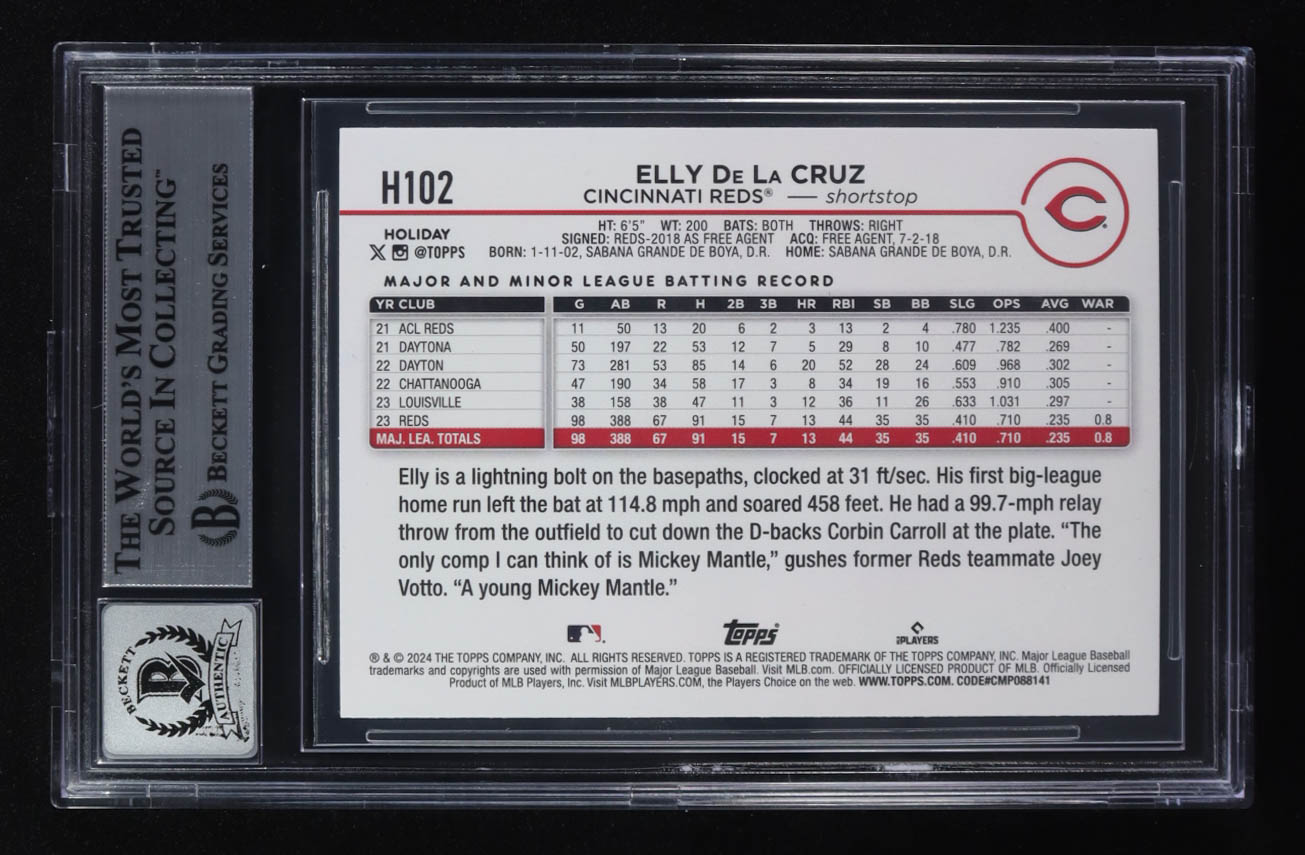 THE WORLD'S MOST TRUSTED
SOURCE IN COLLECTING™
BECKETT GRADING SERVICES
B
BECKETT
B
AUTHENTIC
H102
ELLY DE LA CRUZ
CINCINNATI REDS® — shortstop
C
HOLIDAY
X @TOPPS
HT: 6'5" WT: 200 BATS: BOTH THROWS: RIGHT
SIGNED: REDS-2018 AS FREE AGENT ACQ: FREE AGENT, 7-2-18
BORN: 1-11-02, SABANA GRANDE DE BOYA, D.R. HOME: SABANA GRANDE DE BOYA, D.R.
MAJOR AND MINOR LEAGUE BATTING RECORD
YR CLUB G AB R H 2B 3B HR RBI SB BB SLG OPS AVG WAR
21 ACL REDS 11 50 13 20 6 2 3 13 2 4 .780 1.235 .400 -
21 DAYTONA 50 197 22 53 12 7 5 29 8 10 .477 .782 .269 -
22 DAYTON 73 281 53 85 14 6 20 52 28 24 .609 .968 .302 -
22 CHATTANOOGA 47 190 34 58 17 3 8 34 19 16 .553 .910 .305 -
23 LOUISVILLE 38 158 38 47 11 3 12 36 11 26 .633 1.031 .297 -
23 REDS 98 388 67 91 15 7 13 44 35 35 .410 .710 .235 0.8
MAJ. LEA. TOTALS 98 388 67 91 15 7 13 44 35 35 .410 .710 .235 0.8
Elly is a lightning bolt on the basepaths, clocked at 31 ft/sec. His first big-league
home run left the bat at 114.8 mph and soared 458 feet. He had a 99.7-mph relay
throw from the outfield to cut down the D-backs Corbin Carroll at the plate. “The
only comp I can think of is Mickey Mantle,” gushes former Reds teammate Joey
Votto. “A young Mickey Mantle.”
Topps
PLAYERS
® & © 2024 THE TOPPS COMPANY, INC. ALL RIGHTS RESERVED. TOPPS IS A REGISTERED TRADEMARK OF THE TOPPS COMPANY, INC. Major League Baseball
trademarks and copyrights are used with permission of Major League Baseball. Visit MLB.com. OFFICIALLY LICENSED PRODUCT OF MLB. Officially Licensed
Product of MLB Players, Inc. Visit MLBPLAYERS.COM, the Players Choice on the web. WWW.TOPPS.COM. CODE#CMP088141